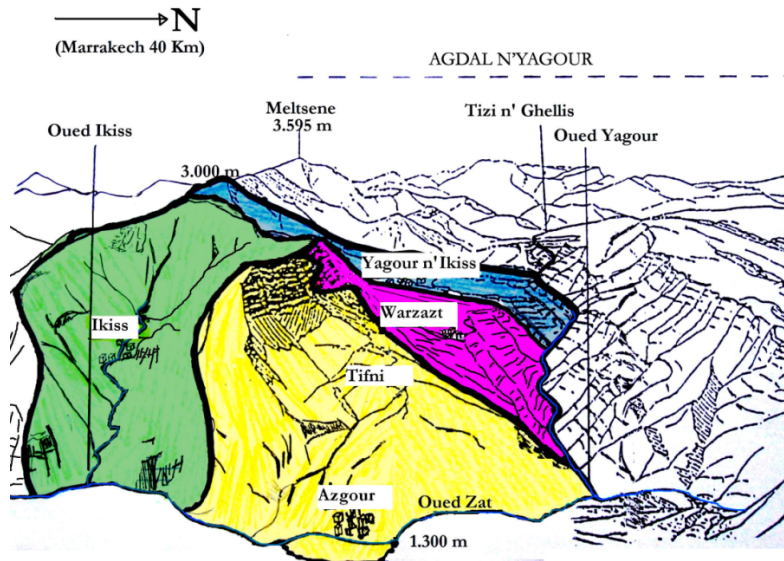 N
(Marrakech 40 Km)
AGDAL N'YAGOUR
Meltsene
3.595 m
Tizi n' Ghellis
Oued Ikiss
Oued Yagour
3.000 m
Yagour n'Ikiss
Warzazt
Ikiss
Tifni
Azgour
Oued Zat
1.300 m